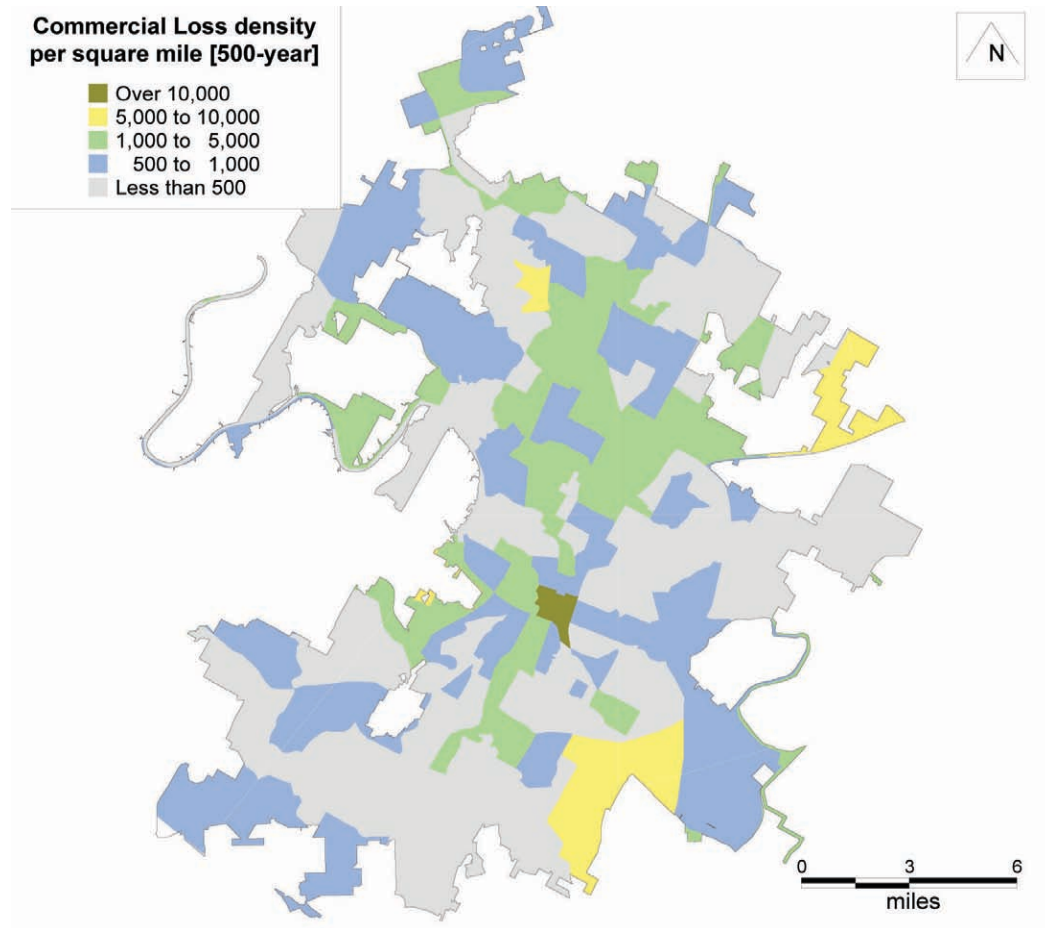 Commercial Loss density
per square mile [500-year]
Over 10,000
5,000 to 10,000
1,000 to 5,000
500 to 1,000
Less than 500
N
0 3 6
miles